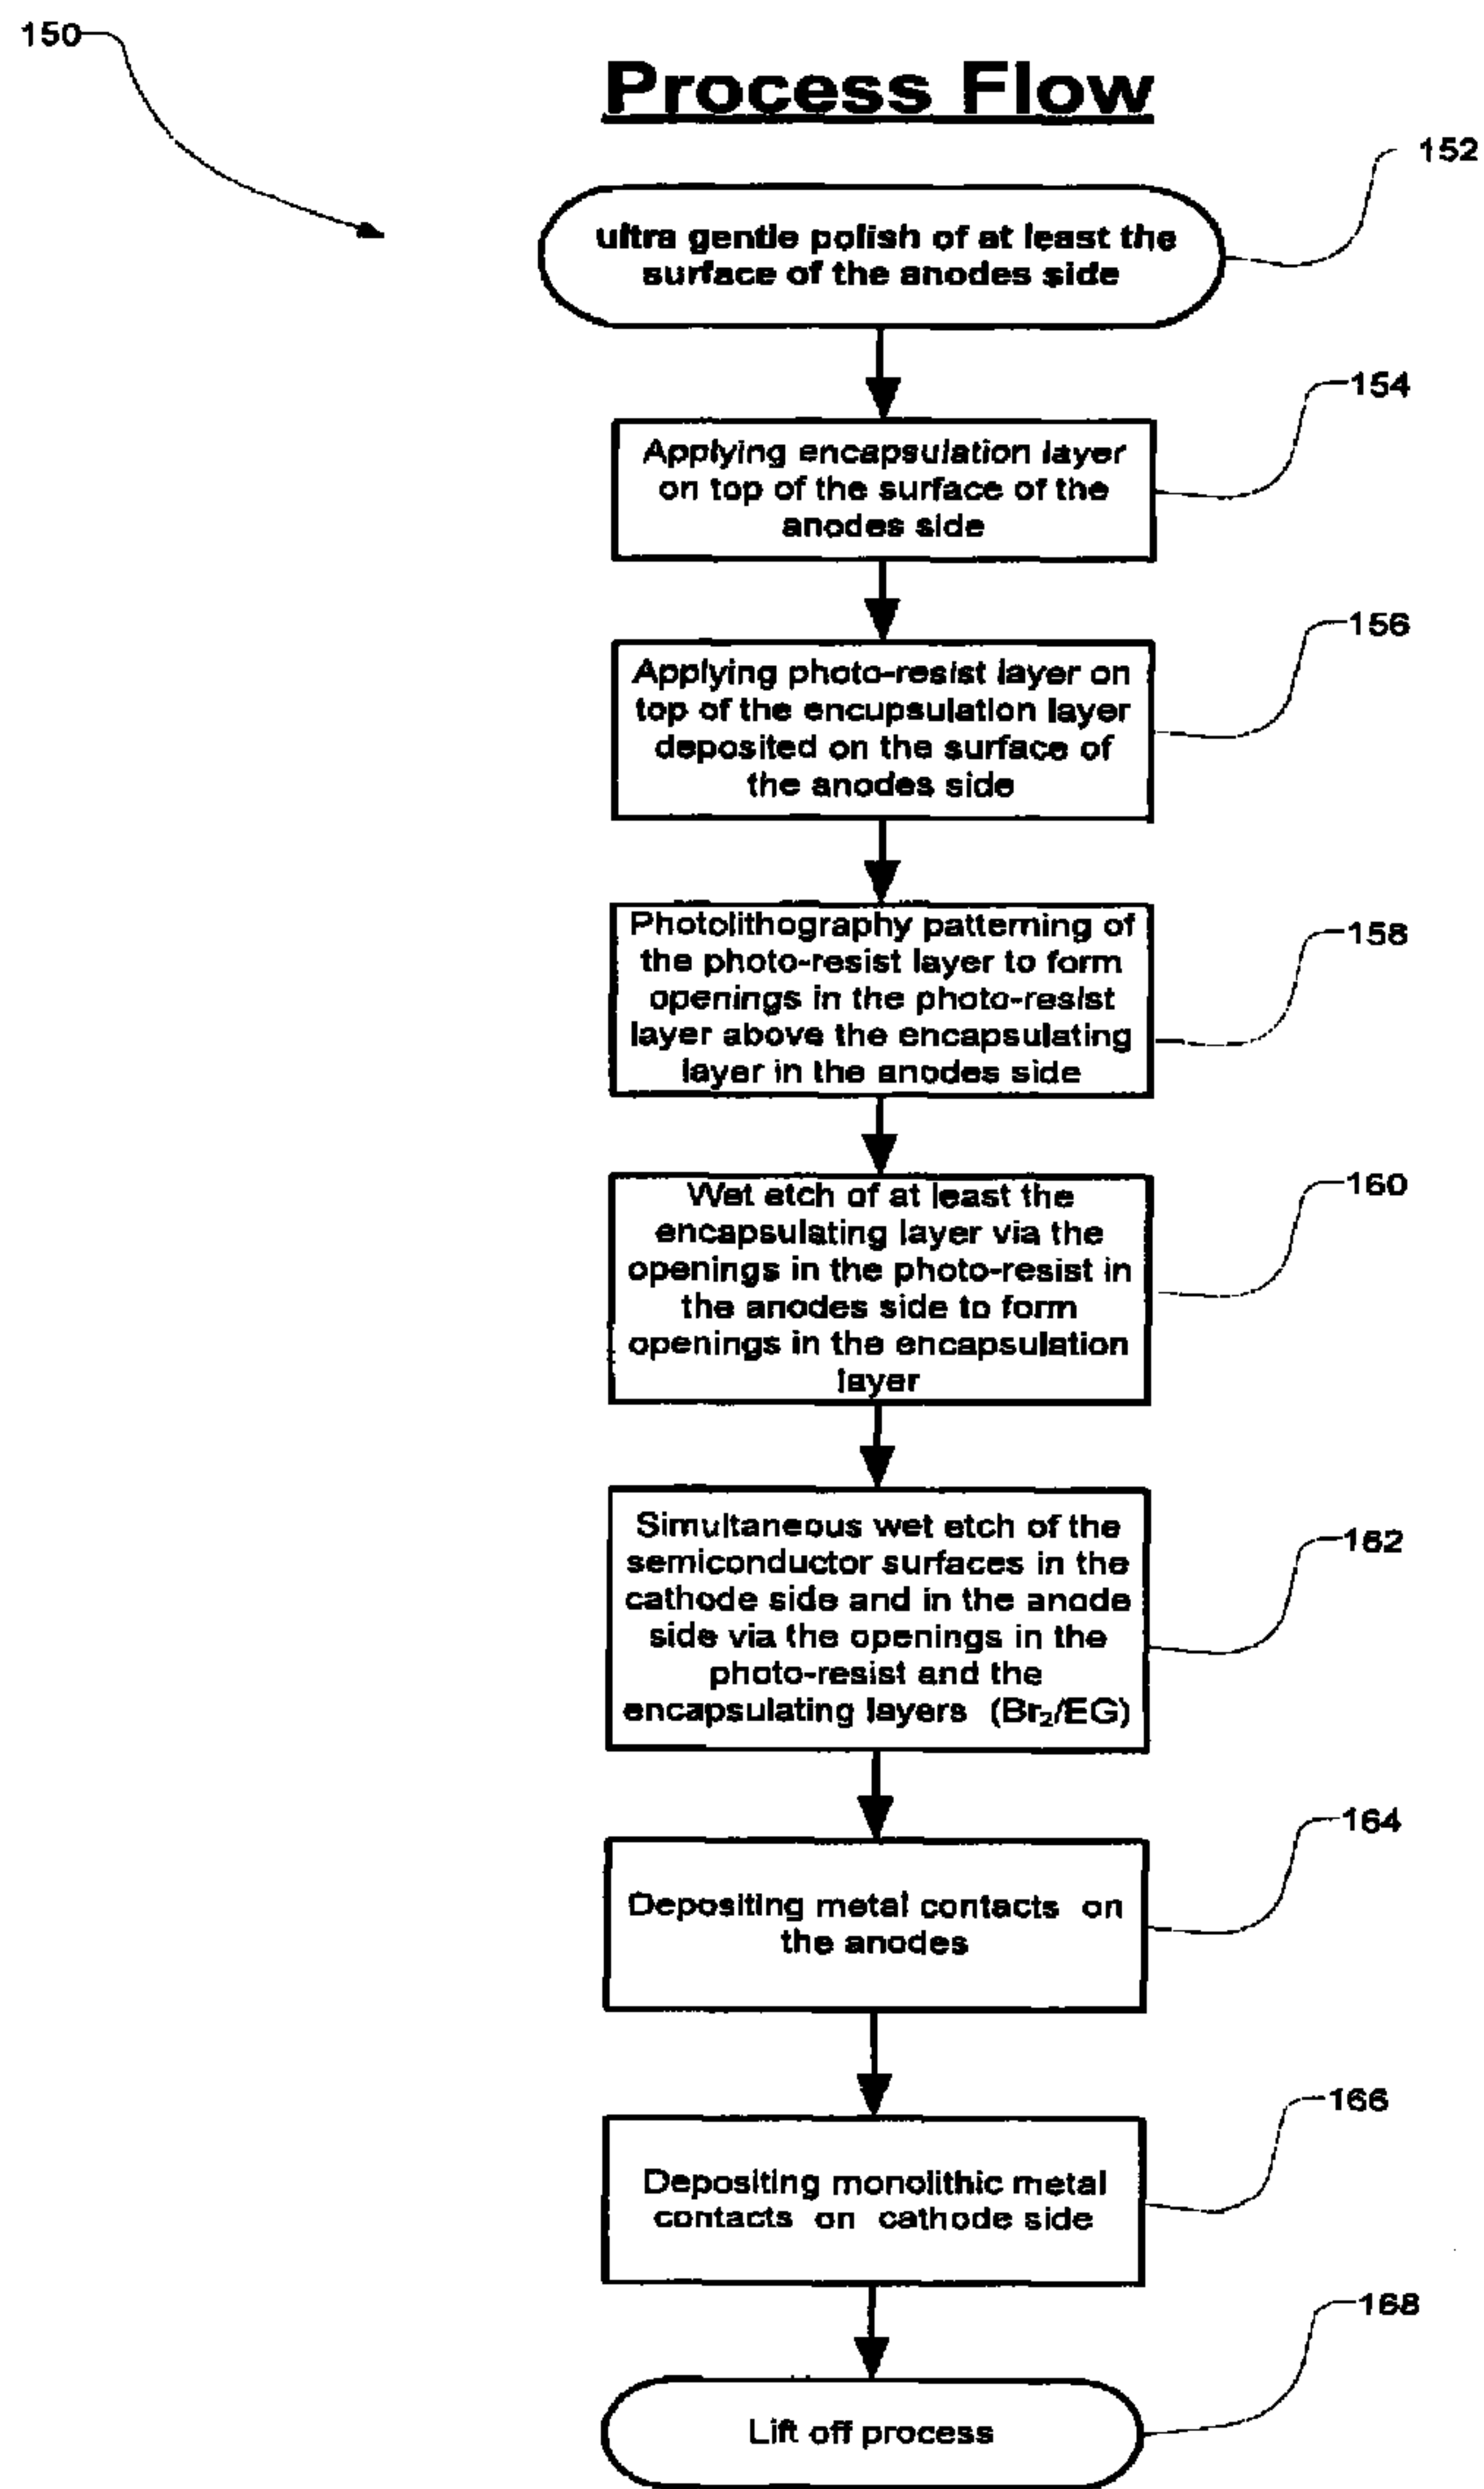 150
Process Flow
152
ultra gentle polish of at least the
surface of the anodes side
154
Applying encapsulation layer
on top of the surface of the
anodes side
156
Applying photo-resist layer on
top of the encupsulation layer
deposited on the surface of
the anodes side
158
Photolithography patterning of
the photo-resist layer to form
openings in the photo-resist
layer above the encapsulating
layer in the anodes side
160
Wet etch of at least the
encapsulating layer via the
openings in the photo-resist in
the anodes side to form
openings in the encapsulation
layer
162
Simultaneous wet etch of the
semiconductor surfaces in the
cathode side and in the anode
side via the openings in the
photo-resist and the
encapsulating layers (Br₂/EG)
164
Depositing metal contacts on
the anodes
166
Depositing monolithic metal
contacts on cathode side
168
Lift off process